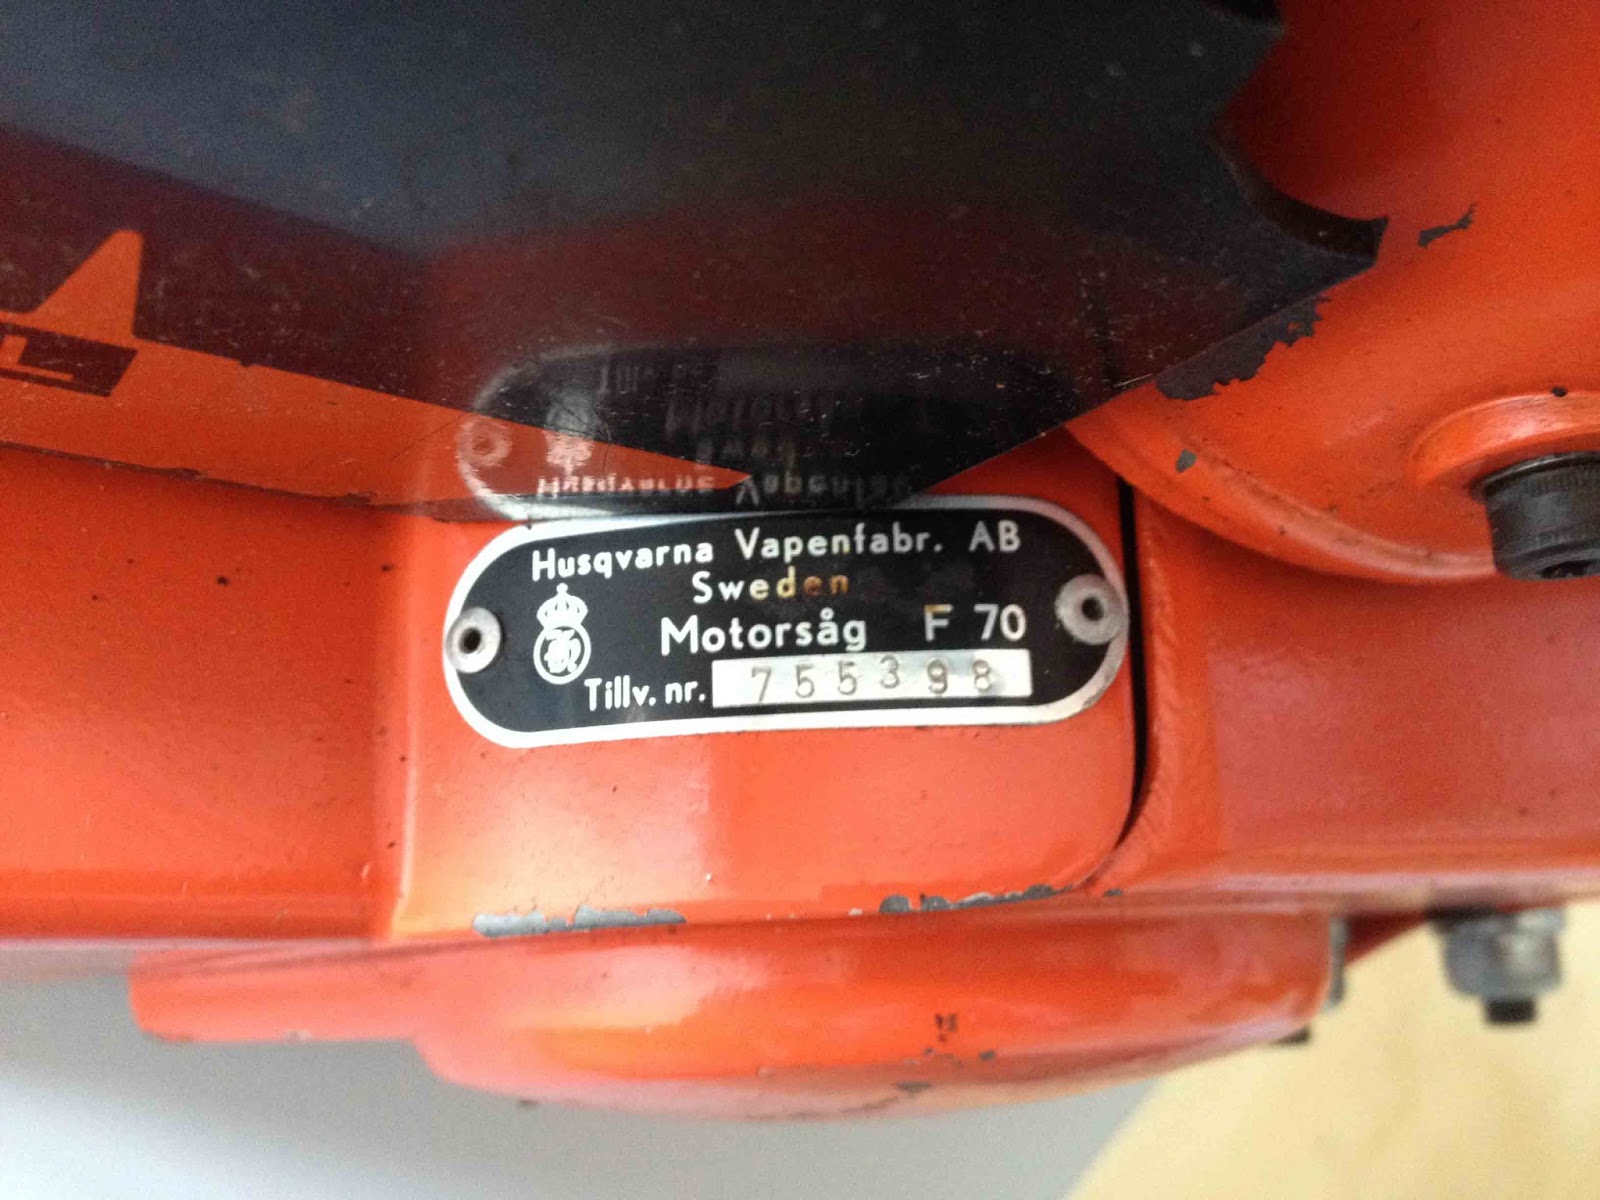 Husqvarna Vapenfabr. AB
Sweden
Motorsåg F 70
Tillv. nr. 755398